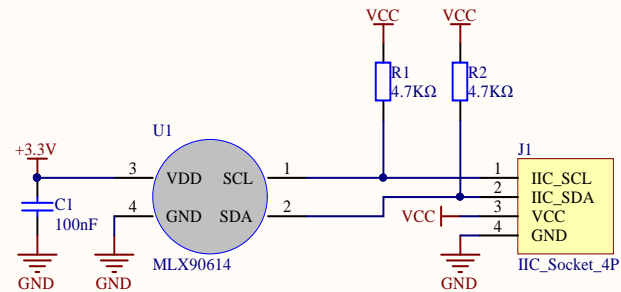 VCC VCC
R1 R2
4.7KΩ 4.7KΩ
U1 J1
+3.3V
3 VDD SCL 1 1 IIC_SCL
2 IIC_SDA
C1
100nF
4 GND SDA 2 VCC 3 VCC
4 GND
GND GND MLX90614 GND IIC_Socket_4P